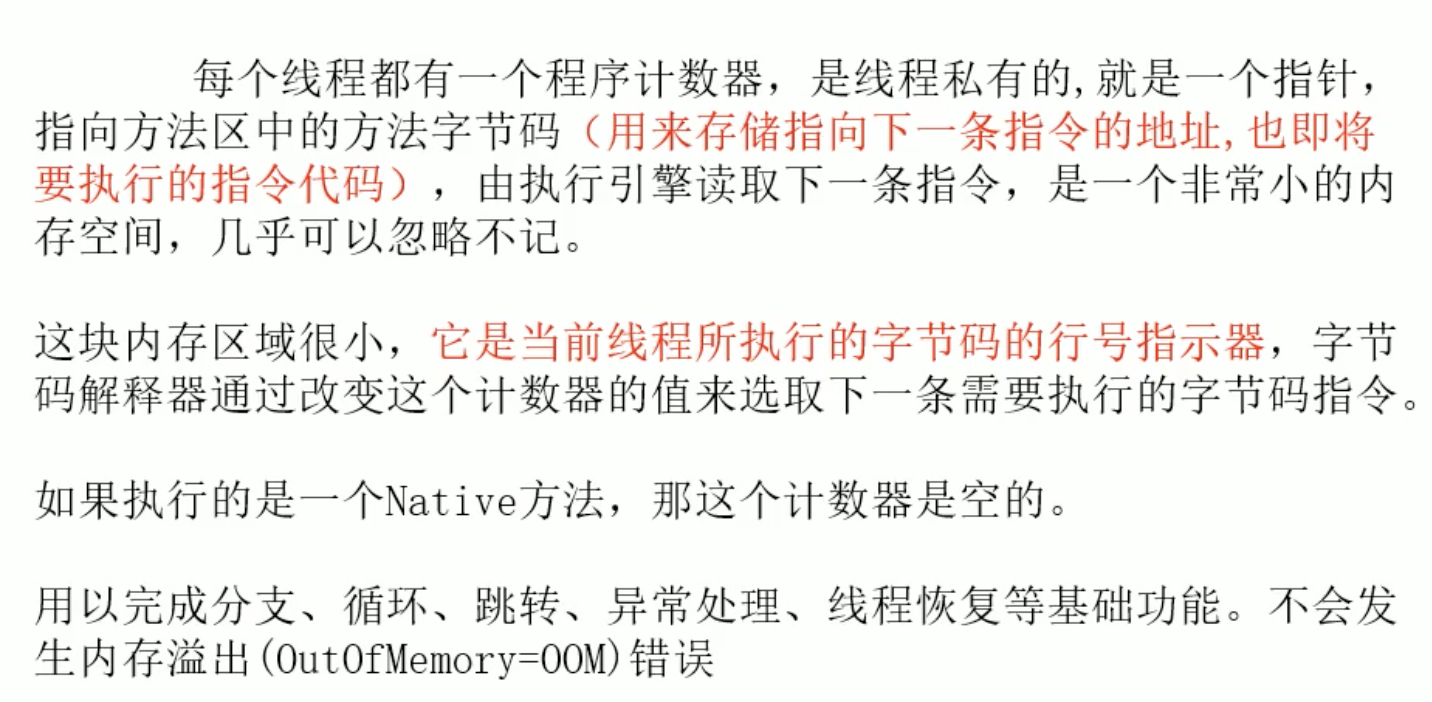 每个线程都有一个程序计数器，是线程私有的,就是一个指针，
指向方法区中的方法字节码（用来存储指向下一条指令的地址,也即将
要执行的指令代码），由执行引擎读取下一条指令，是一个非常小的内
存空间，几乎可以忽略不记。
这块内存区域很小，它是当前线程所执行的字节码的行号指示器，字节
码解释器通过改变这个计数器的值来选取下一条需要执行的字节码指令。
如果执行的是一个Native方法，那这个计数器是空的。
用以完成分支、循环、跳转、异常处理、线程恢复等基础功能。不会发
生内存溢出(OutOfMemory=OOM)错误